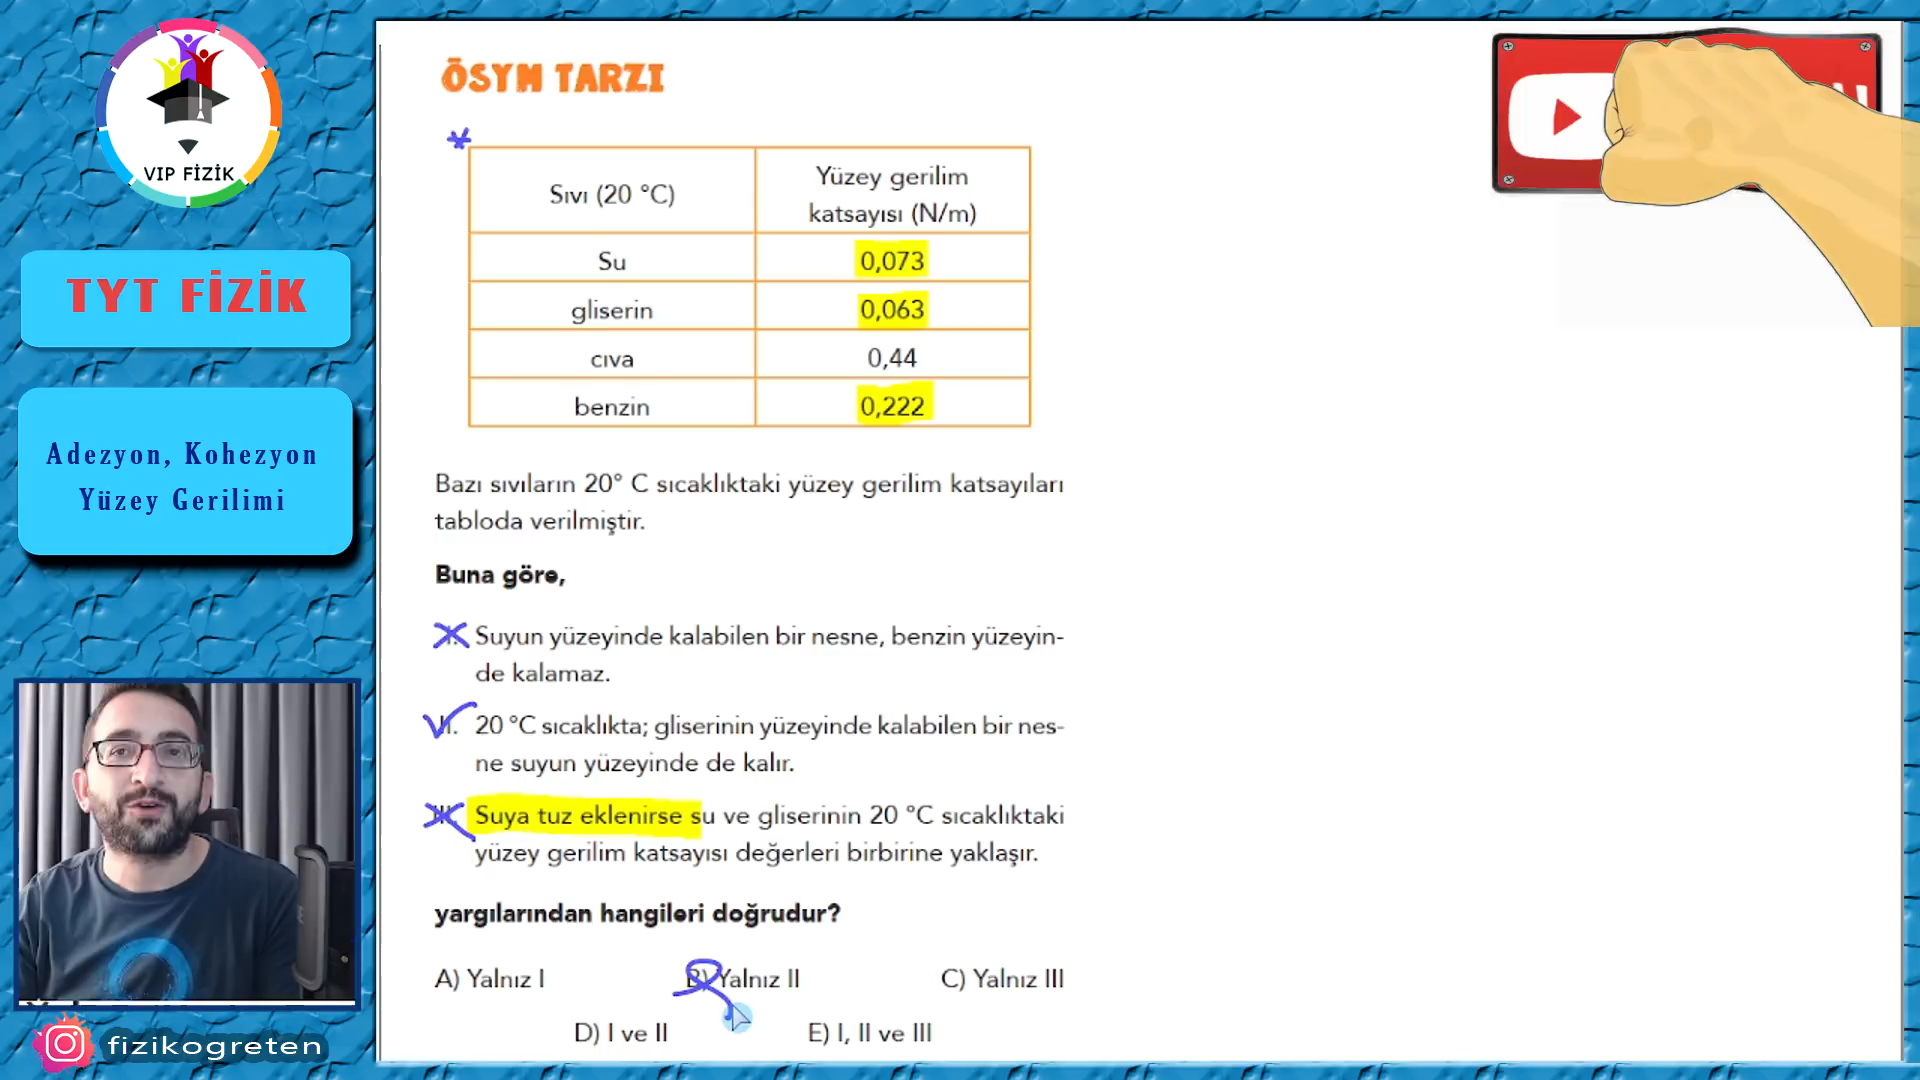 VIP FİZİK
TYT FİZİK
Adezyon, Kohezyon
Yüzey Gerilimi
fizikogreten
ÖSYM TARZI
Sıvı (20 °C)
Yüzey gerilim
katsayısı (N/m)
Su 0,073
gliserin 0,063
cıva 0,44
benzin 0,222
Bazı sıvıların 20° C sıcaklıktaki yüzey gerilim katsayıları
tabloda verilmiştir.
Buna göre,
I. Suyun yüzeyinde kalabilen bir nesne, benzin yüzeyin-
de kalamaz.
II. 20 °C sıcaklıkta; gliserinin yüzeyinde kalabilen bir nes-
ne suyun yüzeyinde de kalır.
III. Suya tuz eklenirse su ve gliserinin 20 °C sıcaklıktaki
yüzey gerilim katsayısı değerleri birbirine yaklaşır.
yargılarından hangileri doğrudur?
A) Yalnız I B) Yalnız II C) Yalnız III
D) I ve II E) I, II ve III